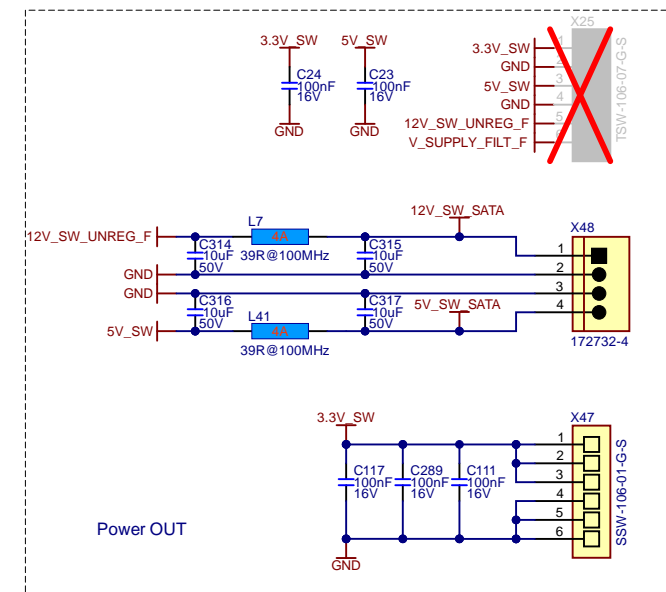 X25
3.3V_SW
5V_SW
3.3V_SW
1
GND
2
5V_SW
3
GND
4
12V_SW_UNREG_F
5
V_SUPPLY_FILT_F
6
TSW-106-07-G-S
C24
100nF
16V
GND
C23
100nF
16V
GND
12V_SW_SATA
L7
4A
39R@100MHz
X48
12V_SW_UNREG_F
C314
10uF
50V
C315
10uF
50V
GND
GND
1
2
3
4
C316
10uF
50V
C317
10uF
50V
5V_SW_SATA
L41
4A
39R@100MHz
5V_SW
172732-4
3.3V_SW
X47
1
2
3
4
5
6
SSW-106-01-G-S
C117
100nF
16V
C289
100nF
16V
C111
100nF
16V
Power OUT
GND